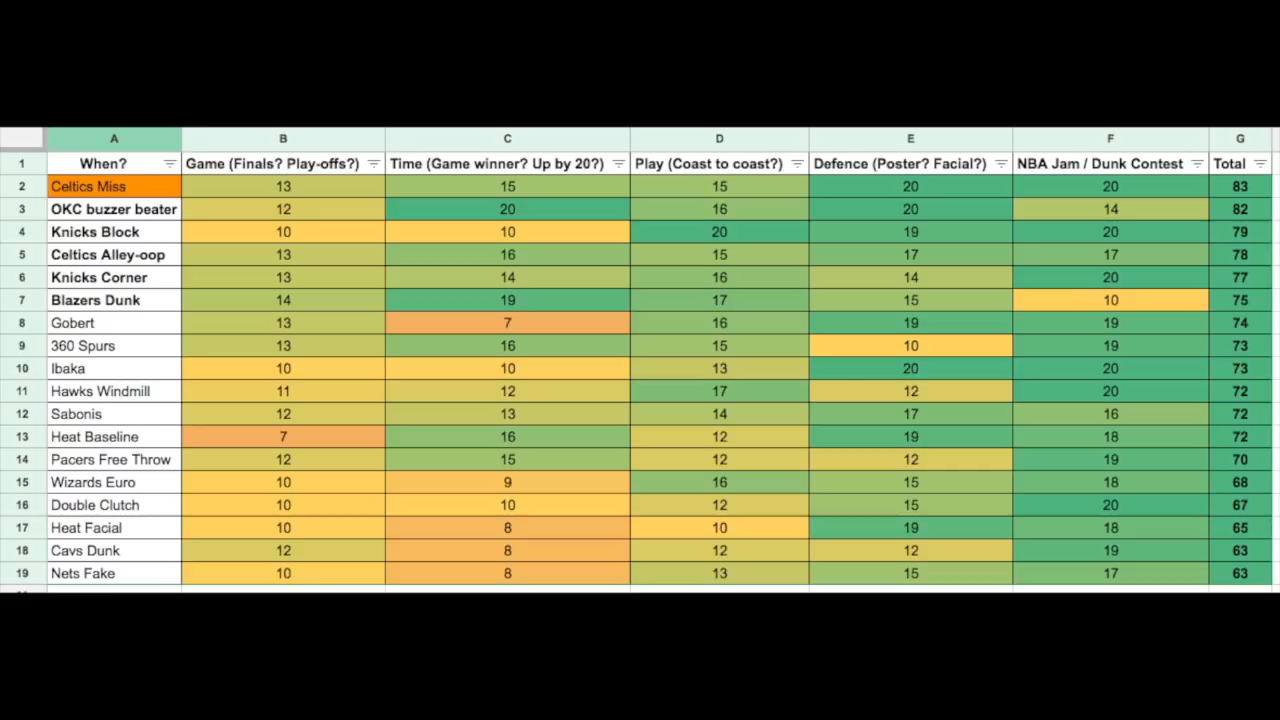 A B C D E F G
1 When? Game (Finals? Play-offs?) Time (Game winner? Up by 20?) Play (Coast to coast?) Defence (Poster? Facial?) NBA Jam / Dunk Contest Total
2 Celtics Miss 13 15 15 20 20 83
3 OKC buzzer beater 12 20 16 20 14 82
4 Knicks Block 10 10 20 19 20 79
5 Celtics Alley-oop 13 16 15 17 17 78
6 Knicks Corner 13 14 16 14 20 77
7 Blazers Dunk 14 19 17 15 10 75
8 Gobert 13 7 16 19 19 74
9 360 Spurs 13 16 15 10 19 73
10 Ibaka 10 10 13 20 20 73
11 Hawks Windmill 11 12 17 12 20 72
12 Sabonis 12 13 14 17 16 72
13 Heat Baseline 7 16 12 19 18 72
14 Pacers Free Throw 12 15 12 12 19 70
15 Wizards Euro 10 9 16 15 18 68
16 Double Clutch 10 10 12 15 20 67
17 Heat Facial 10 8 10 19 18 65
18 Cavs Dunk 12 8 12 12 19 63
19 Nets Fake 10 8 13 15 17 63